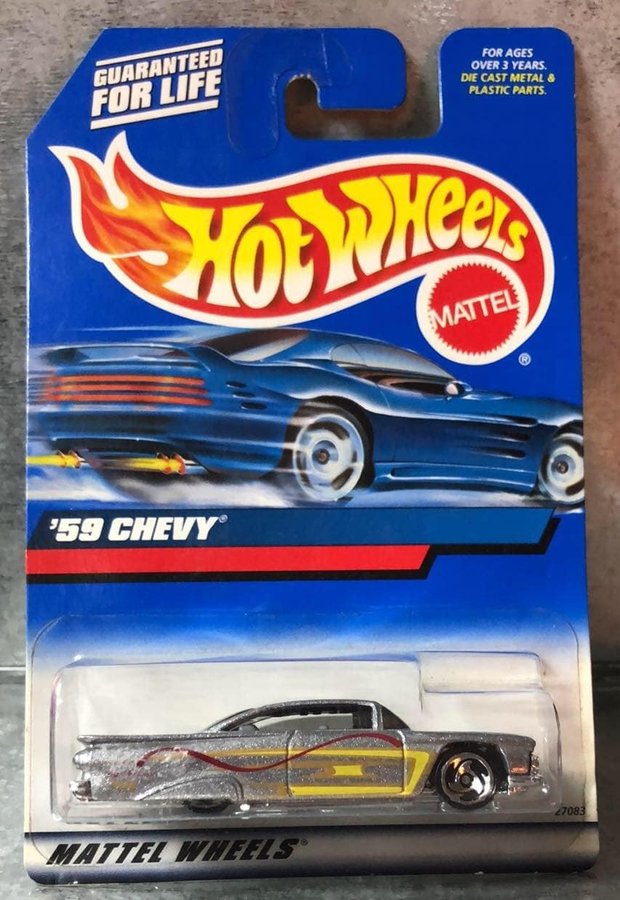 GUARANTEED
FOR LIFE
FOR AGES
OVER 3 YEARS.
DIE CAST METAL &
PLASTIC PARTS.
HOT WHEELS
MATTEL
®
'59 CHEVY®
27083
MATTEL WHEELS®